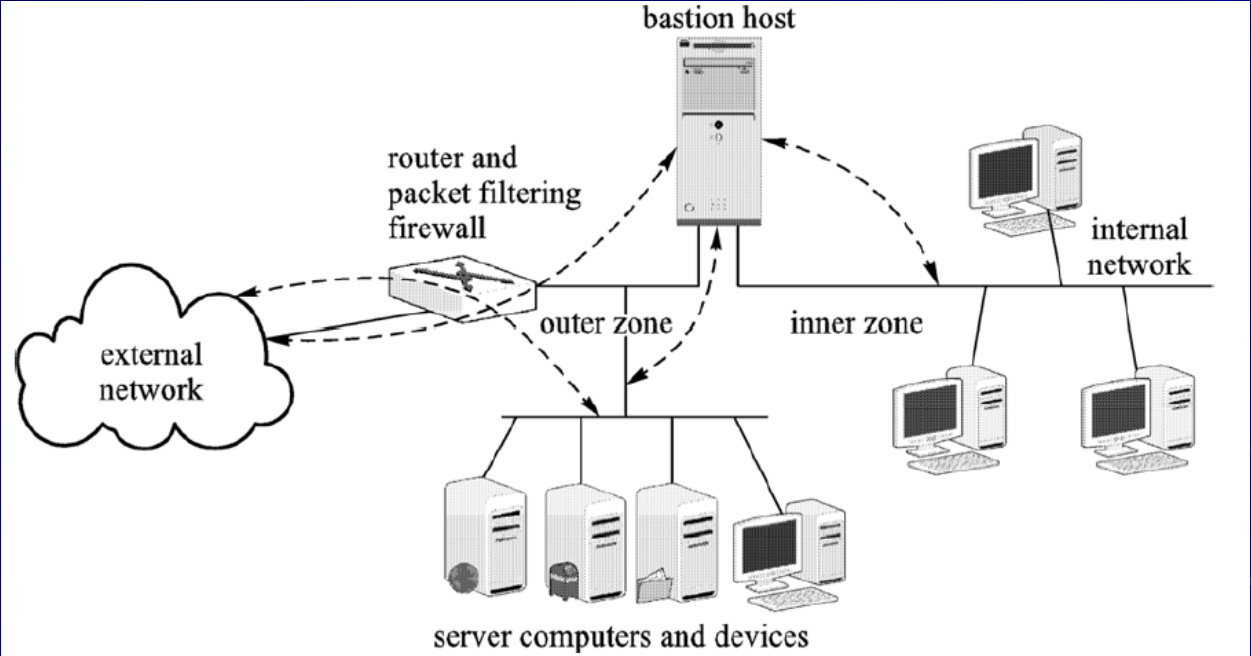 bastion host
router and
packet filtering
firewall
internal
network
outer zone
inner zone
external
network
server computers and devices